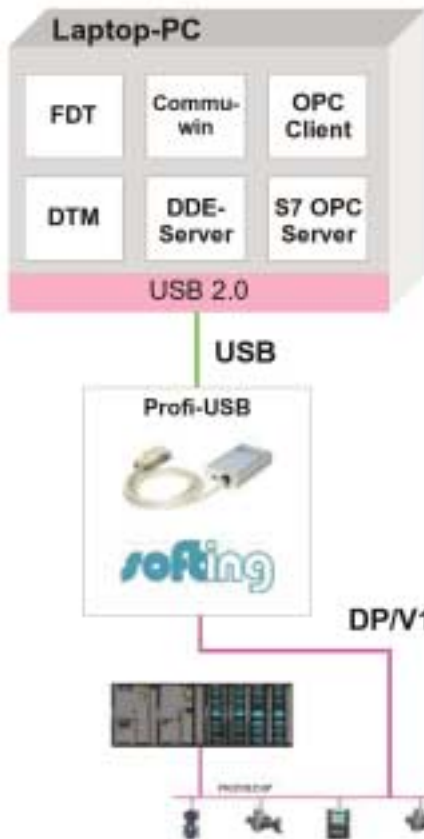 Laptop-PC
FDT
Commu-
win
OPC
Client
DTM
DDE-
Server
S7 OPC
Server
USB 2.0
USB
Profi-USB
softing
DP/V1